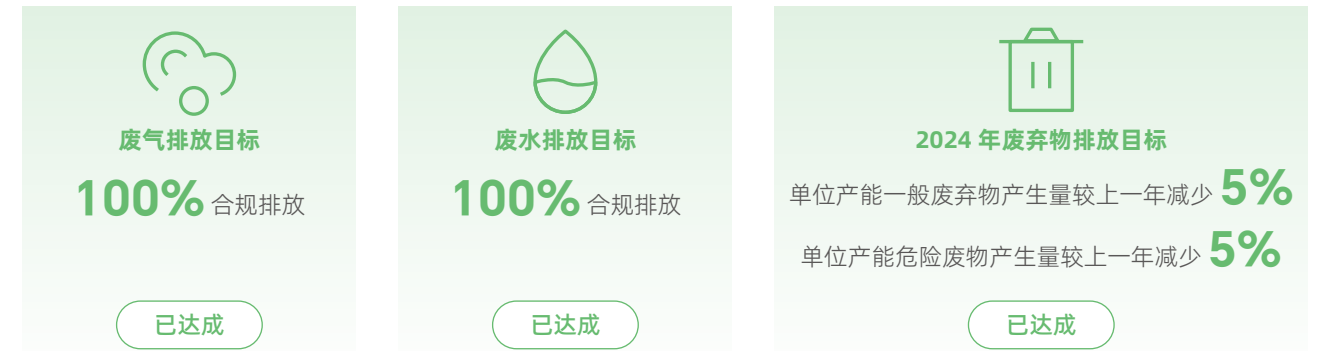 废气排放目标
100% 合规排放
已达成
废水排放目标
100% 合规排放
已达成
2024 年废弃物排放目标
单位产能一般废弃物产生量较上一年减少 5%
单位产能危险废物产生量较上一年减少 5%
已达成